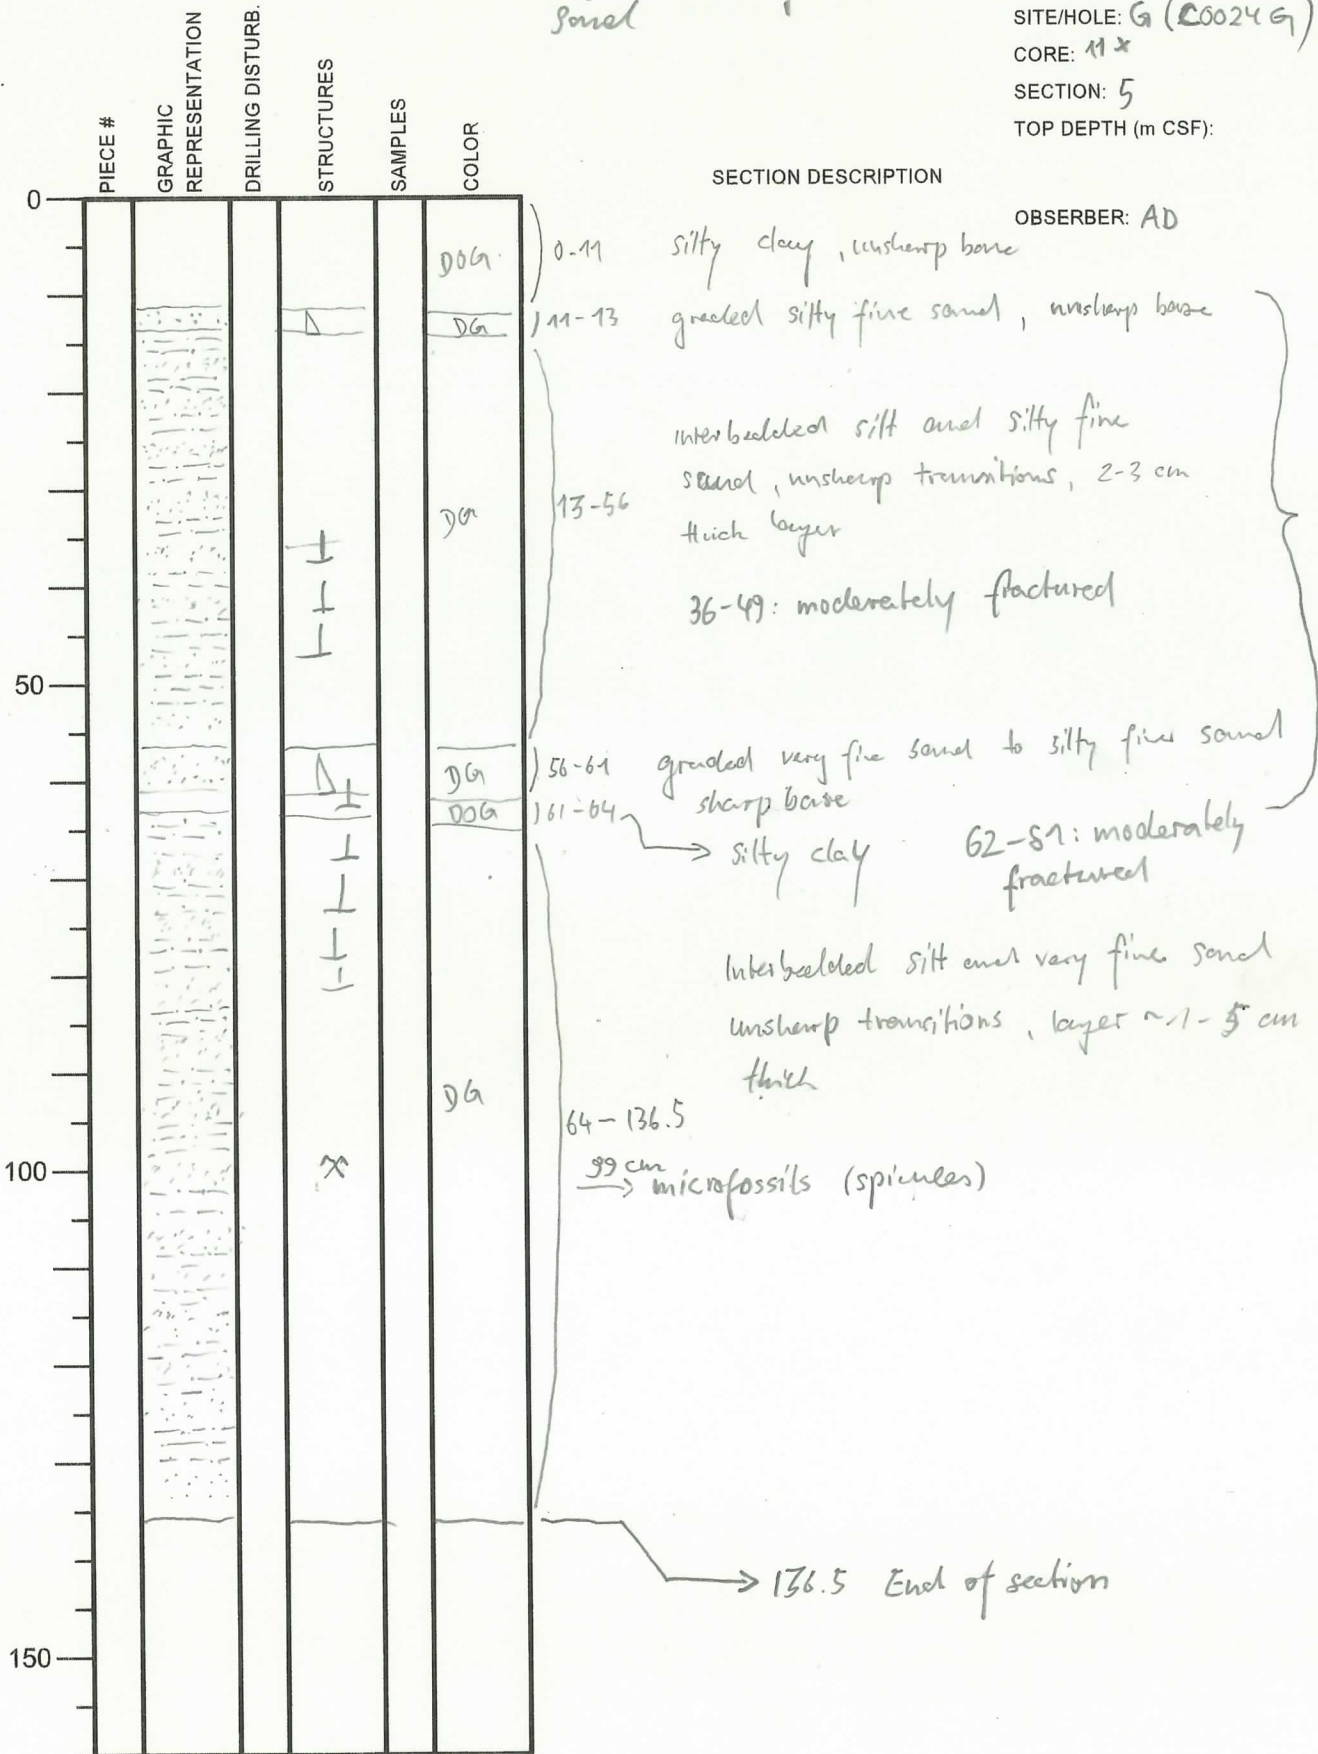 sand
SITE/HOLE: G (C0024G)
CORE: 11X
SECTION: 5
TOP DEPTH (m CSF):
PIECE #
GRAPHIC REPRESENTATION
DRILLING DISTURB.
STRUCTURES
SAMPLES
COLOR
SECTION DESCRIPTION
OBSERBER: AD
0
DOG 0-11 silty clay, unsharp base
DG 11-13 graded silty fine sand, unsharp base
Interbedded silt and silty fine
sand, unsharp transitions, 2-3 cm
DG 13-56
thick layer
36-49: moderately fractured
50
DG 56-61 graded very fine sand to silty fine sand
sharp base
DOG 61-64
silty clay
62-81: moderately
fractured
Interbedded silt and very fine sand
unsharp transitions, layer ~1-5 cm
thick
DG
64-136.5
100
99 cm microfossils (spicules)
136.5 End of section
150